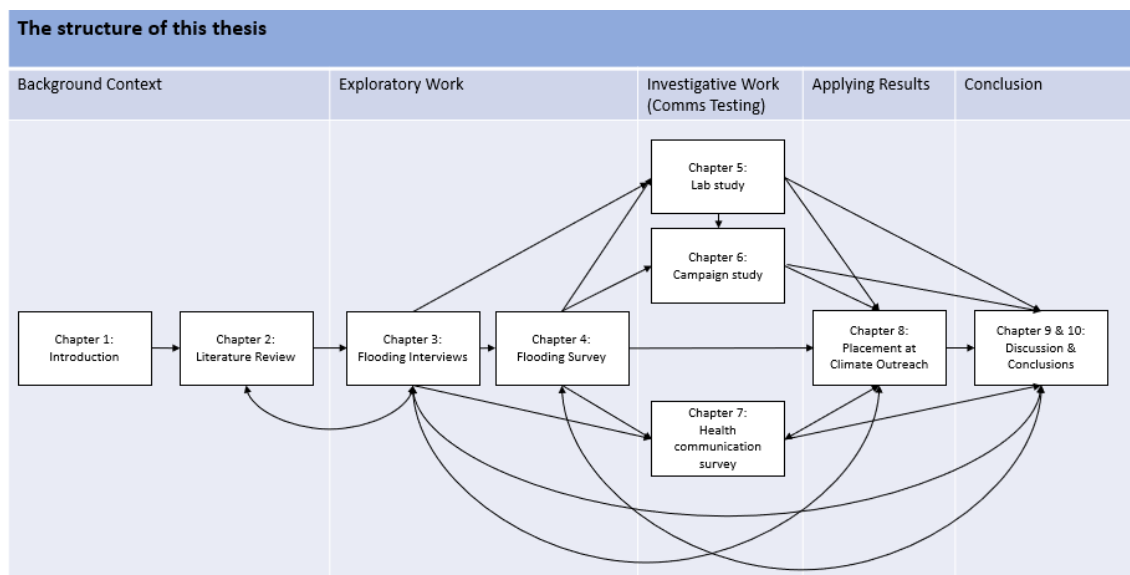 The structure of this thesis
Background Context
Exploratory Work
Investigative Work
(Comms Testing)
Applying Results
Conclusion
Chapter 5:
Lab study
Chapter 6:
Campaign study
Chapter 1:
Introduction
Chapter 2:
Literature Review
Chapter 3:
Flooding Interviews
Chapter 4:
Flooding Survey
Chapter 8:
Placement at
Climate Outreach
Chapter 9 & 10:
Discussion &
Conclusions
Chapter 7:
Health
communication
survey